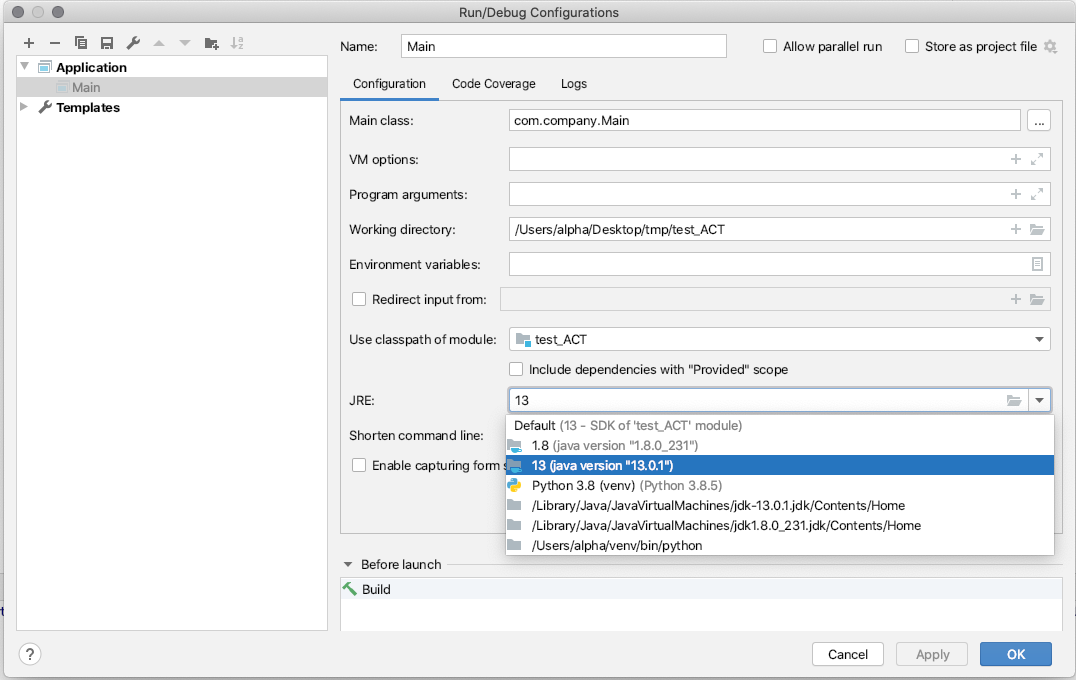 Run/Debug Configurations
Application
Main
Templates
Name: Main
Allow parallel run
Store as project file
Configuration Code Coverage Logs
Main class: com.company.Main ...
VM options:
Program arguments:
Working directory: /Users/alpha/Desktop/tmp/test_ACT
Environment variables:
Redirect input from:
Use classpath of module: test_ACT
Include dependencies with "Provided" scope
JRE: 13
Default (13 - SDK of 'test_ACT' module)
Shorten command line:
1.8 (java version "1.8.0_231")
Enable capturing form
13 (java version "13.0.1")
Python 3.8 (venv) (Python 3.8.5)
/Library/Java/JavaVirtualMachines/jdk-13.0.1.jdk/Contents/Home
/Library/Java/JavaVirtualMachines/jdk1.8.0_231.jdk/Contents/Home
/Users/alpha/venv/bin/python
Before launch
Build
? Cancel Apply OK